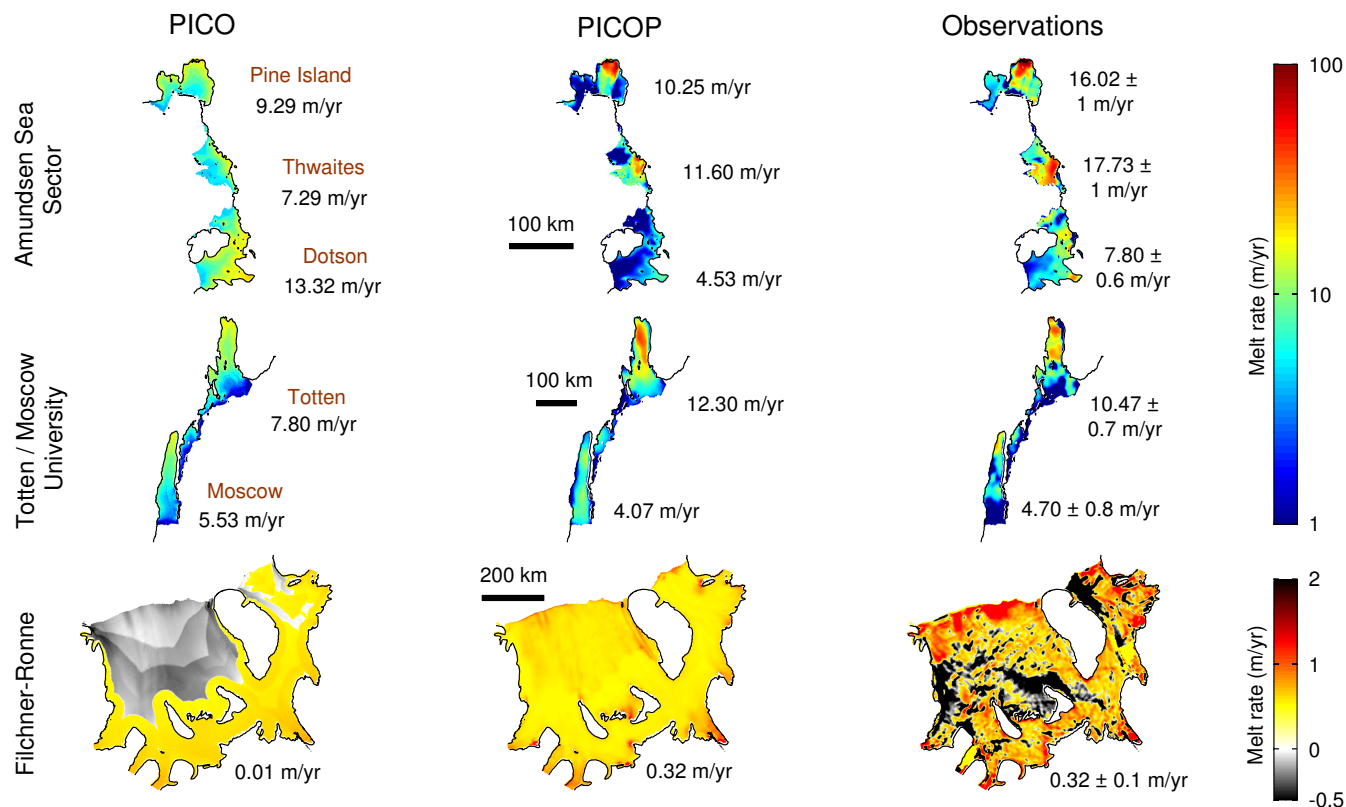 PICO
PICOP
Observations
Amundsen Sea
Sector
Pine Island
9.29 m/yr
10.25 m/yr
16.02 ±
1 m/yr
Thwaites
7.29 m/yr
11.60 m/yr
17.73 ±
1 m/yr
100 km
Dotson
13.32 m/yr
4.53 m/yr
7.80 ±
0.6 m/yr
Melt rate (m/yr)
100
10
1
Totten / Moscow
University
Totten
7.80 m/yr
100 km
12.30 m/yr
10.47 ±
0.7 m/yr
Moscow
5.53 m/yr
4.07 m/yr
4.70 ± 0.8 m/yr
Filchner-Ronne
200 km
0.01 m/yr
0.32 m/yr
0.32 ± 0.1 m/yr
Melt rate (m/yr)
2
1
0
-0.5